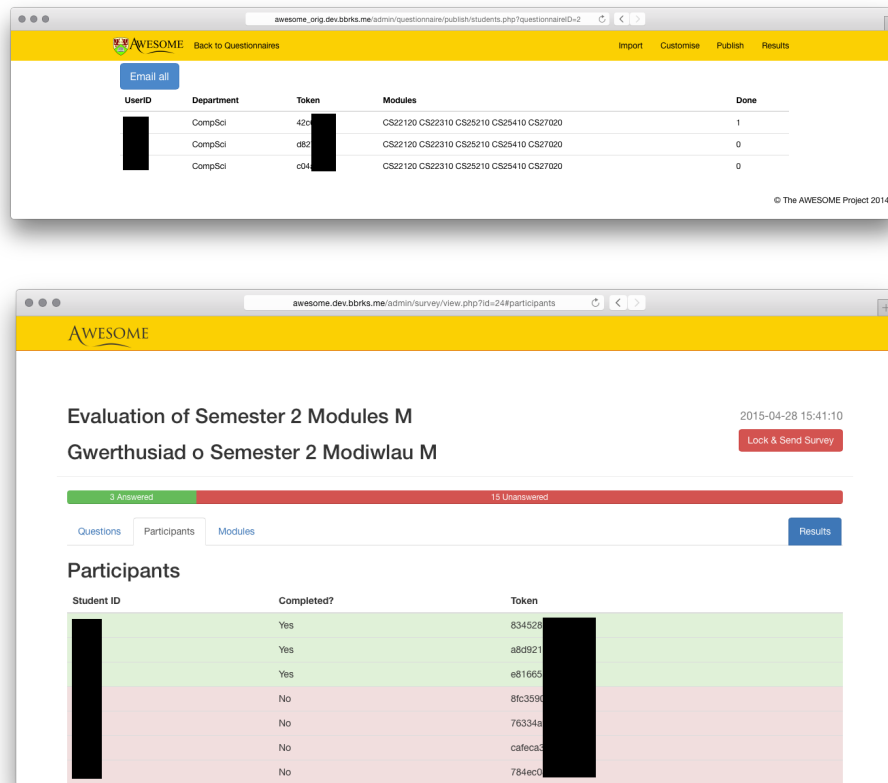 awesome_orig.dev.bbrks.me/admin/questionnaire/publish/students.php?questionnaireID=2
AWESOME Back to Questionnaires Import Customise Publish Results
Email all
UserID Department Token Modules Done
CompSci 42c CS22120 CS22310 CS25210 CS25410 CS27020 1
CompSci d82 CS22120 CS22310 CS25210 CS25410 CS27020 0
CompSci c04 CS22120 CS22310 CS25210 CS25410 CS27020 0
© The AWESOME Project 2014
awesome.dev.bbrks.me/admin/survey/view.php?id=24#participants
AWESOME
Evaluation of Semester 2 Modules M
2015-04-28 15:41:10
Gwerthusiad o Semester 2 Modiwlau M
Lock & Send Survey
3 Answered 15 Unanswered
Questions Participants Modules Results
Participants
Student ID Completed? Token
Yes 834528
Yes a8d921
Yes e81665
No 8fc3590
No 76334a
No cafeca3
No 784ec0